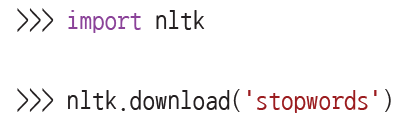 >>> import nltk
>>> nltk.download('stopwords')